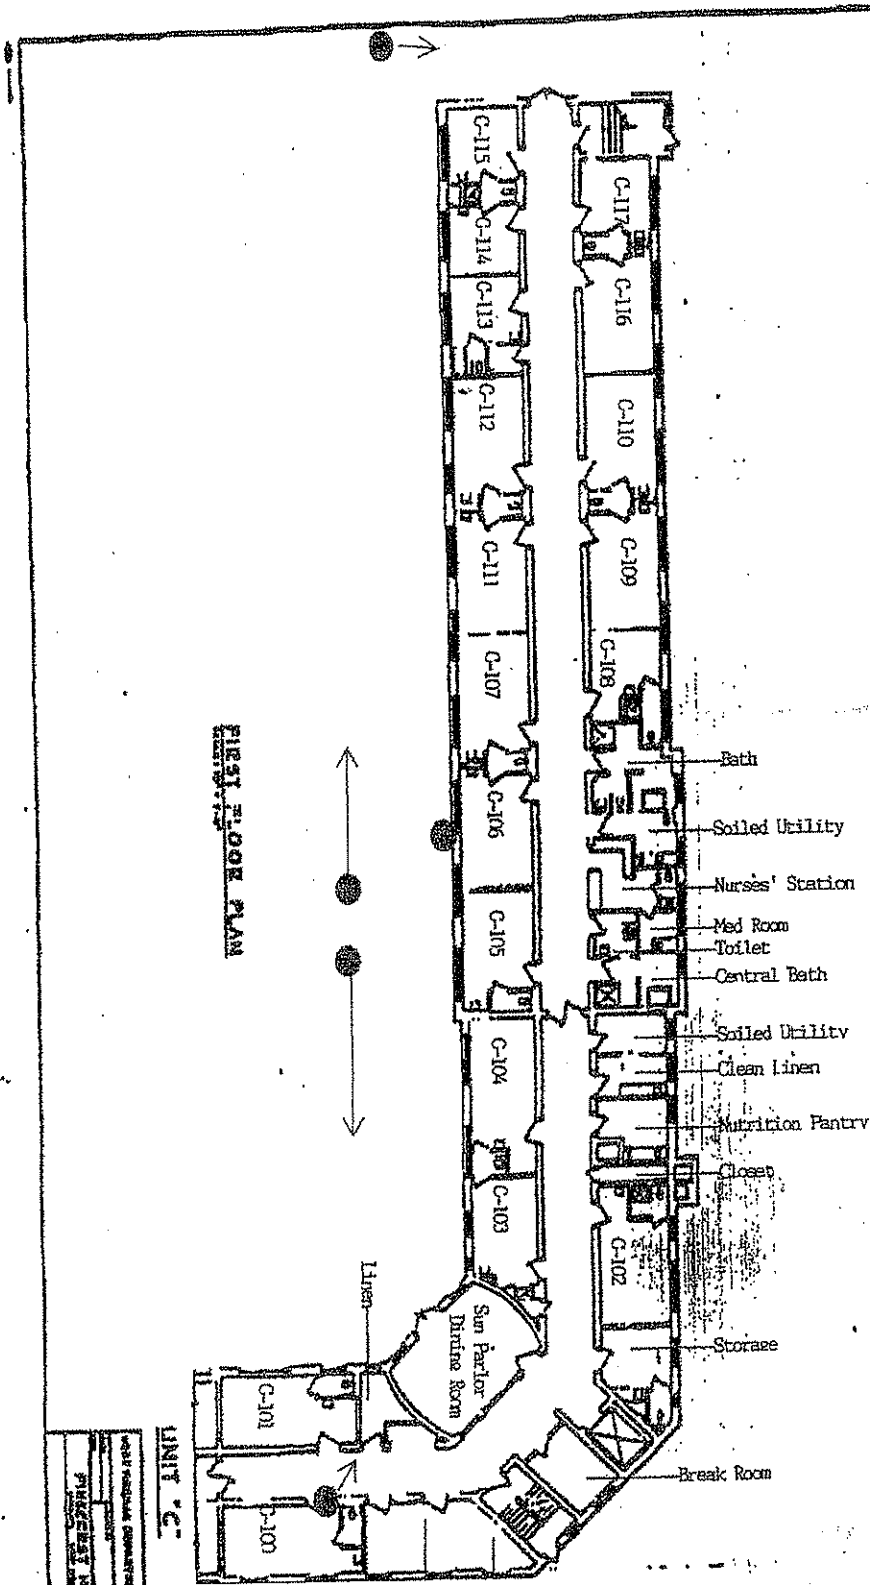 C-115
C-117
C-114
C-113
C-116
C-112
C-110
C-111
C-109
C-107
C-108
Bath
C-106
Soiled Utility
Nurses' Station
C-105
Med Room
Toilet
Central Bath
C-104
Soiled Utility
Clean Linen
Nutrition Pantry
Closet
C-103
C-102
Storage
Linen
Sun Parlor
Dining Room
C-101
C-100
Break Room
FIRST FLOOR PLAN
UNIT "C"